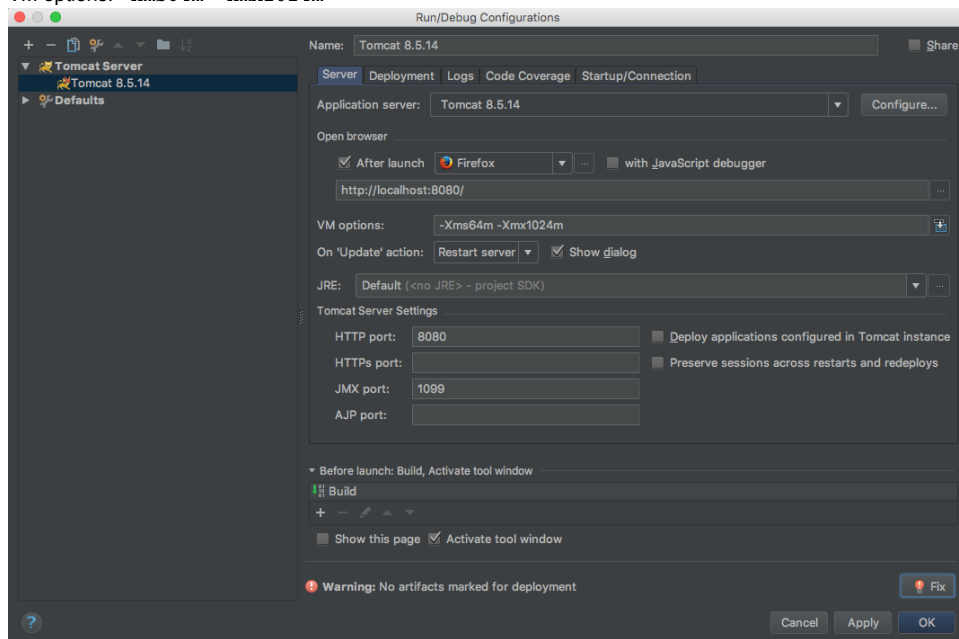 Run/Debug Configurations
Name: Tomcat 8.5.14 Share
Tomcat Server
Tomcat 8.5.14
Defaults
Server Deployment Logs Code Coverage Startup/Connection
Application server: Tomcat 8.5.14 Configure...
Open browser
After launch Firefox ... with JavaScript debugger
http://localhost:8080/ ...
VM options: -Xms64m -Xmx1024m
On 'Update' action: Restart server Show dialog
JRE: Default (<no JRE> - project SDK) ...
Tomcat Server Settings
HTTP port: 8080 Deploy applications configured in Tomcat instance
HTTPs port: Preserve sessions across restarts and redeploys
JMX port: 1099
AJP port:
Before launch: Build, Activate tool window
Build
Show this page Activate tool window
Warning: No artifacts marked for deployment Fix
? Cancel Apply OK